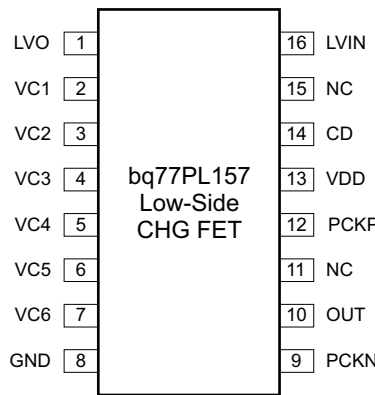 LVO 1 16 LVIN
VC1 2 15 NC
VC2 3 14 CD
VC3 4 bq77PL157 13 VDD
Low-Side
VC4 5 CHG FET 12 PCKP
VC5 6 11 NC
VC6 7 10 OUT
GND 8 9 PCKN